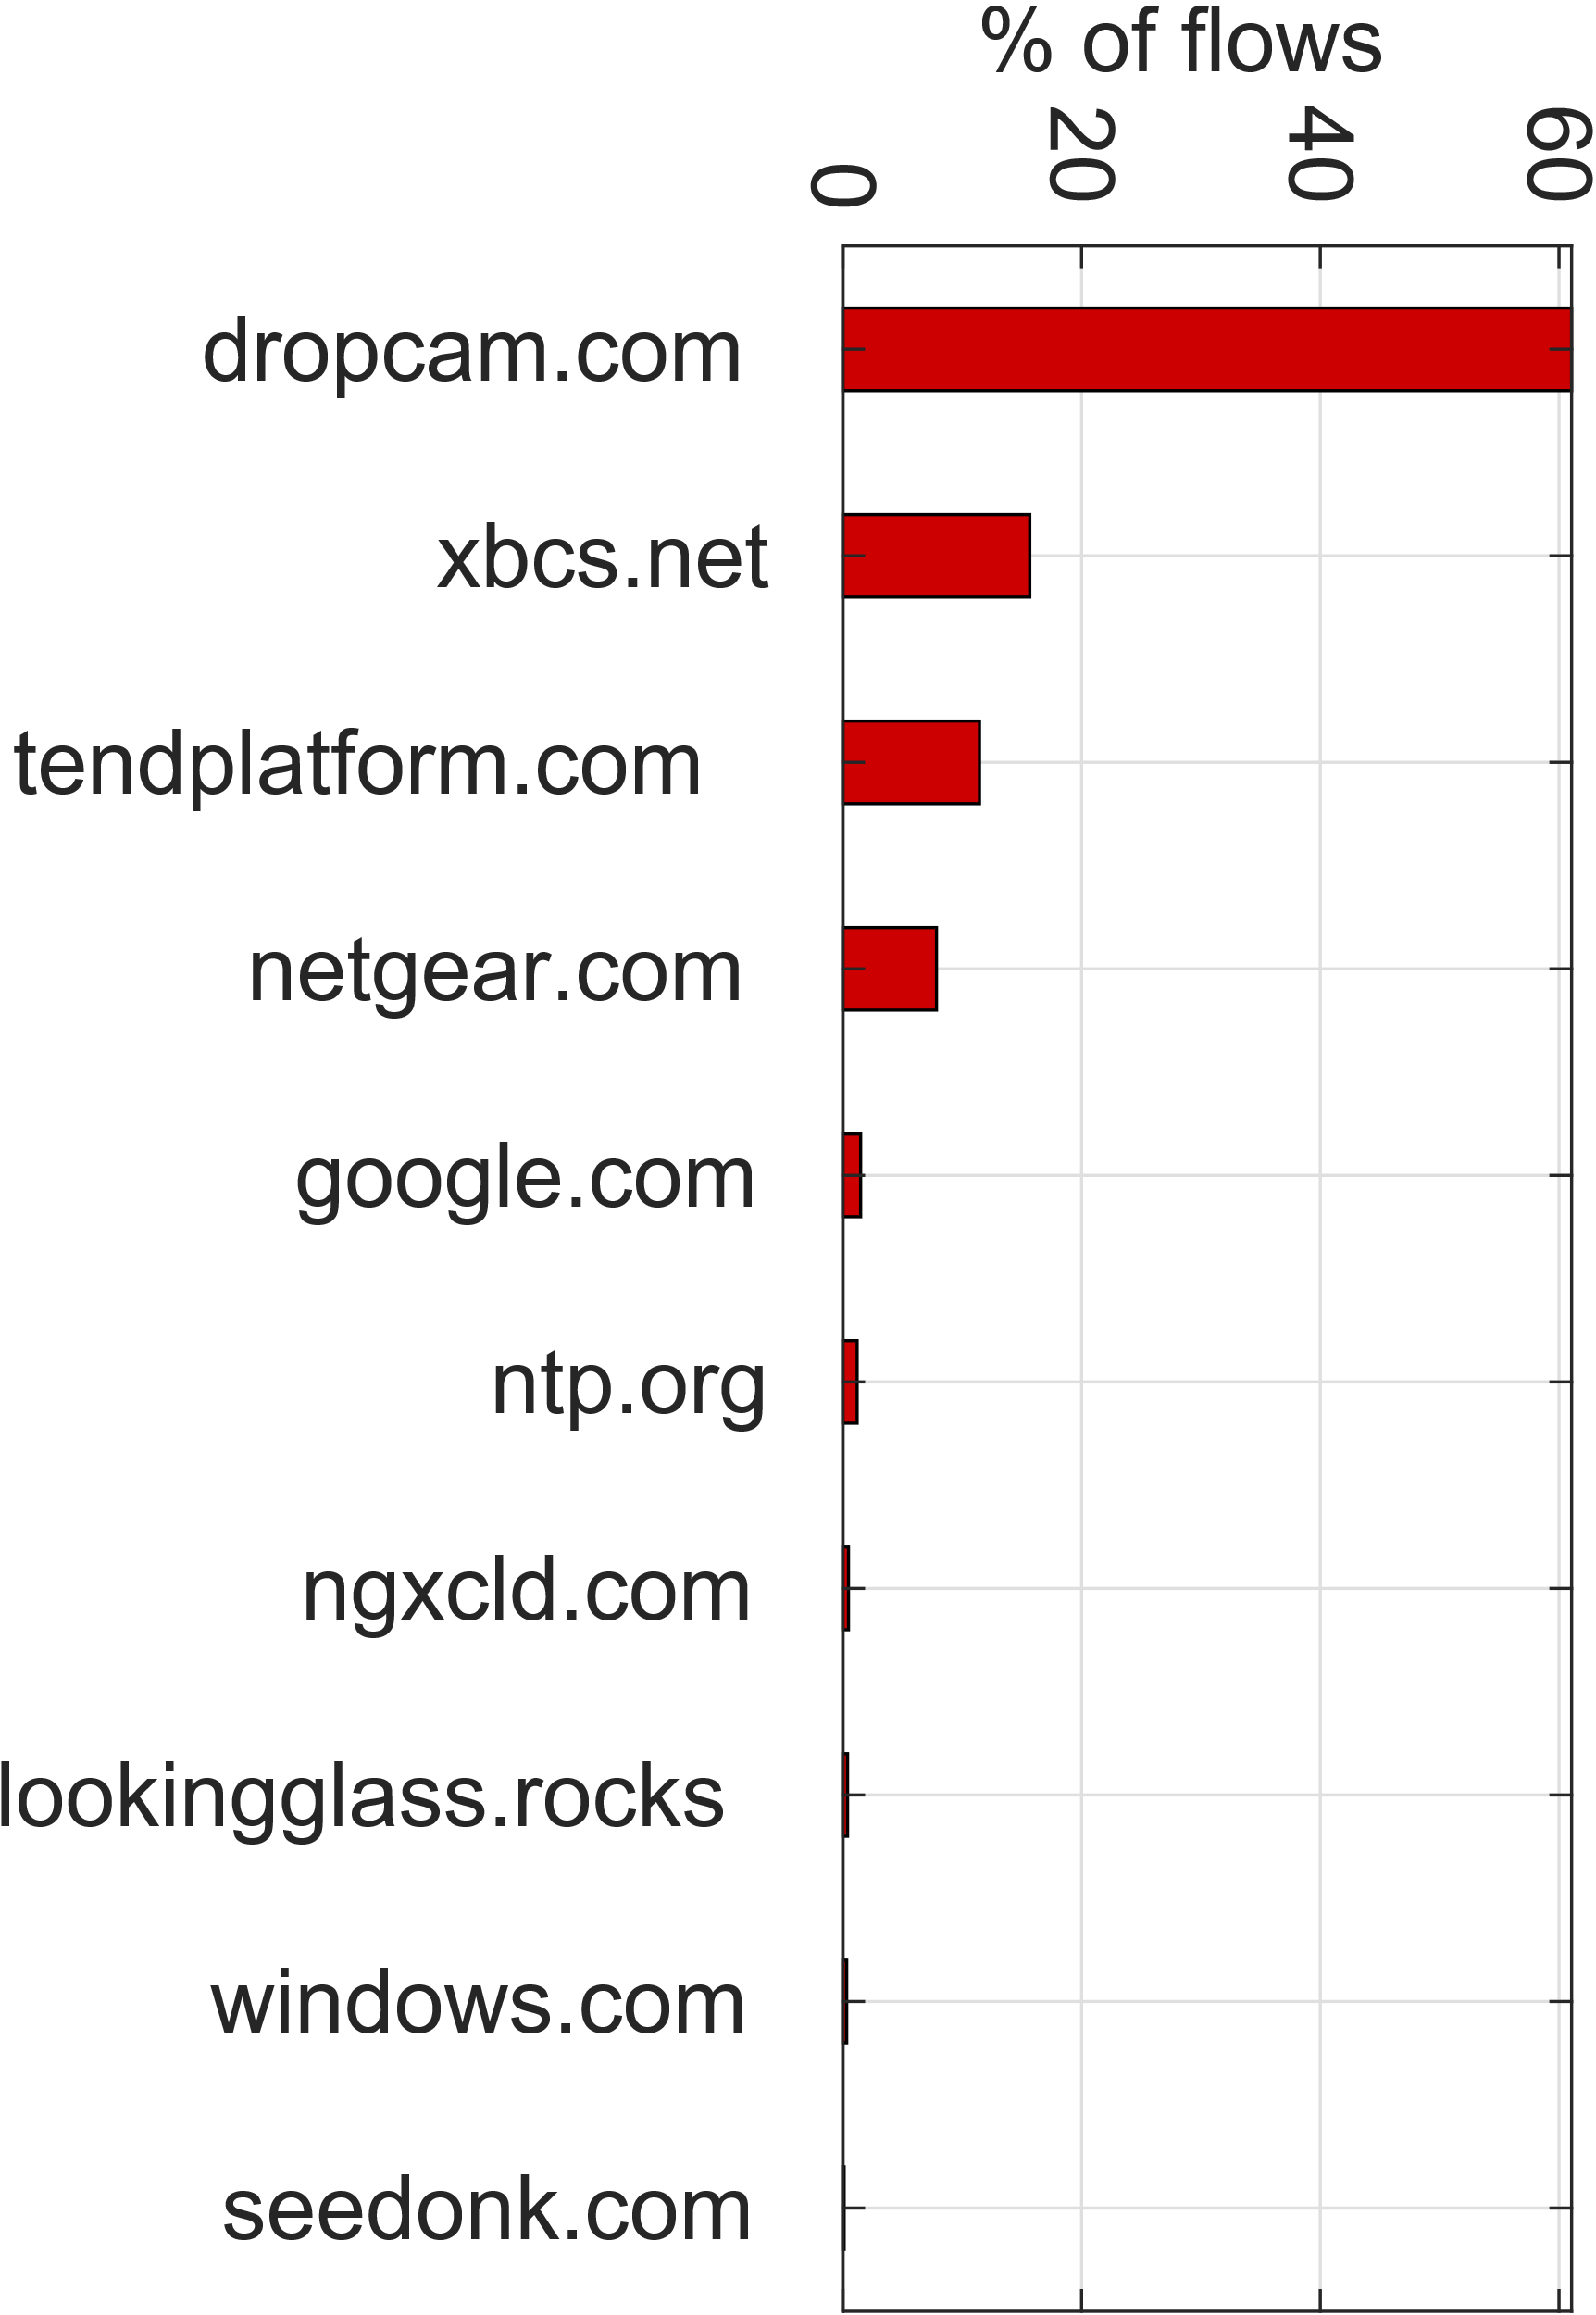 % of flows
0
20
40
60
dropcam.com
xbcs.net
tendplatform.com
netgear.com
google.com
ntp.org
ngxcld.com
lookingglass.rocks
windows.com
seedonk.com